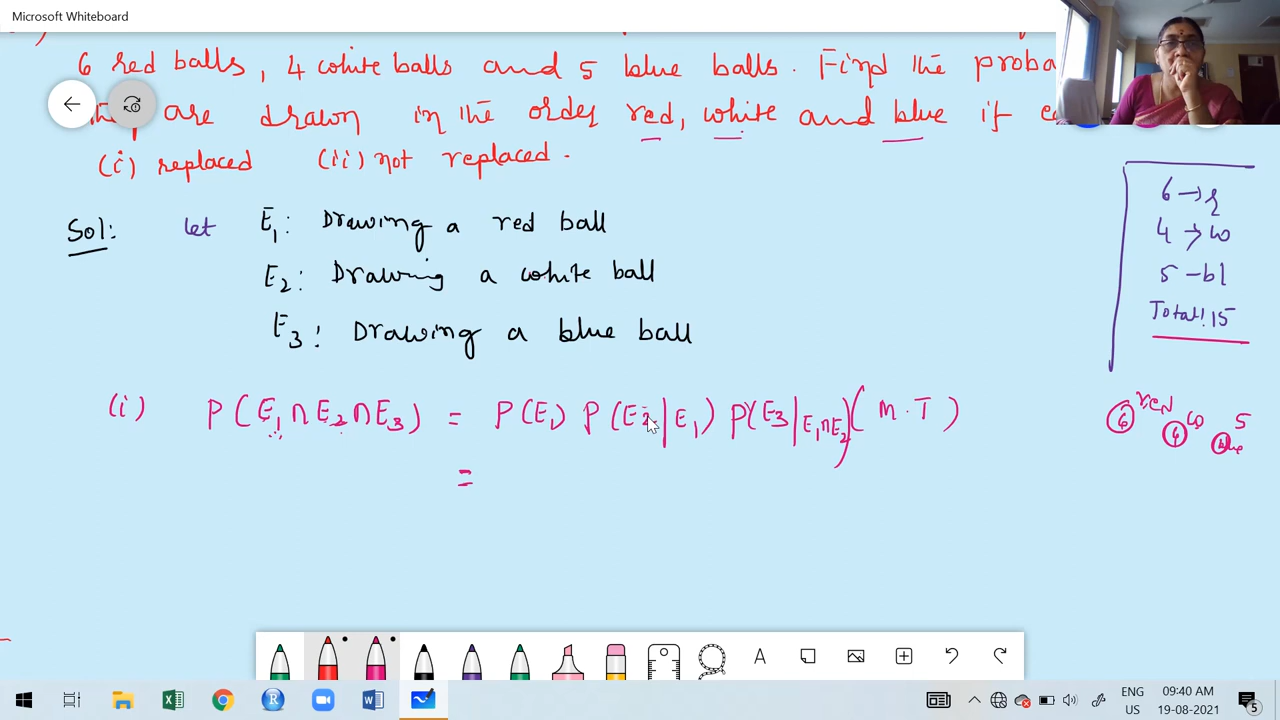 Microsoft Whiteboard
6 red balls, 4 white balls and 5 blue balls. Find the proba
are drawn in the order red, white and blue if
(i) replaced (ii) not replaced.
Sol: let E1: Drawing a red ball
E2: Drawing a white ball
E3: Drawing a blue ball
6 → r
4 → w
5 - bl
Total: 15
(i) P(E1 ∩ E2 ∩ E3) = P(E1) P(E2|E1) P(E3|E1∩E2) (M.T)
=
6 red 4 w 5 blue
A
ENG
US
09:40 AM
19-08-2021
5